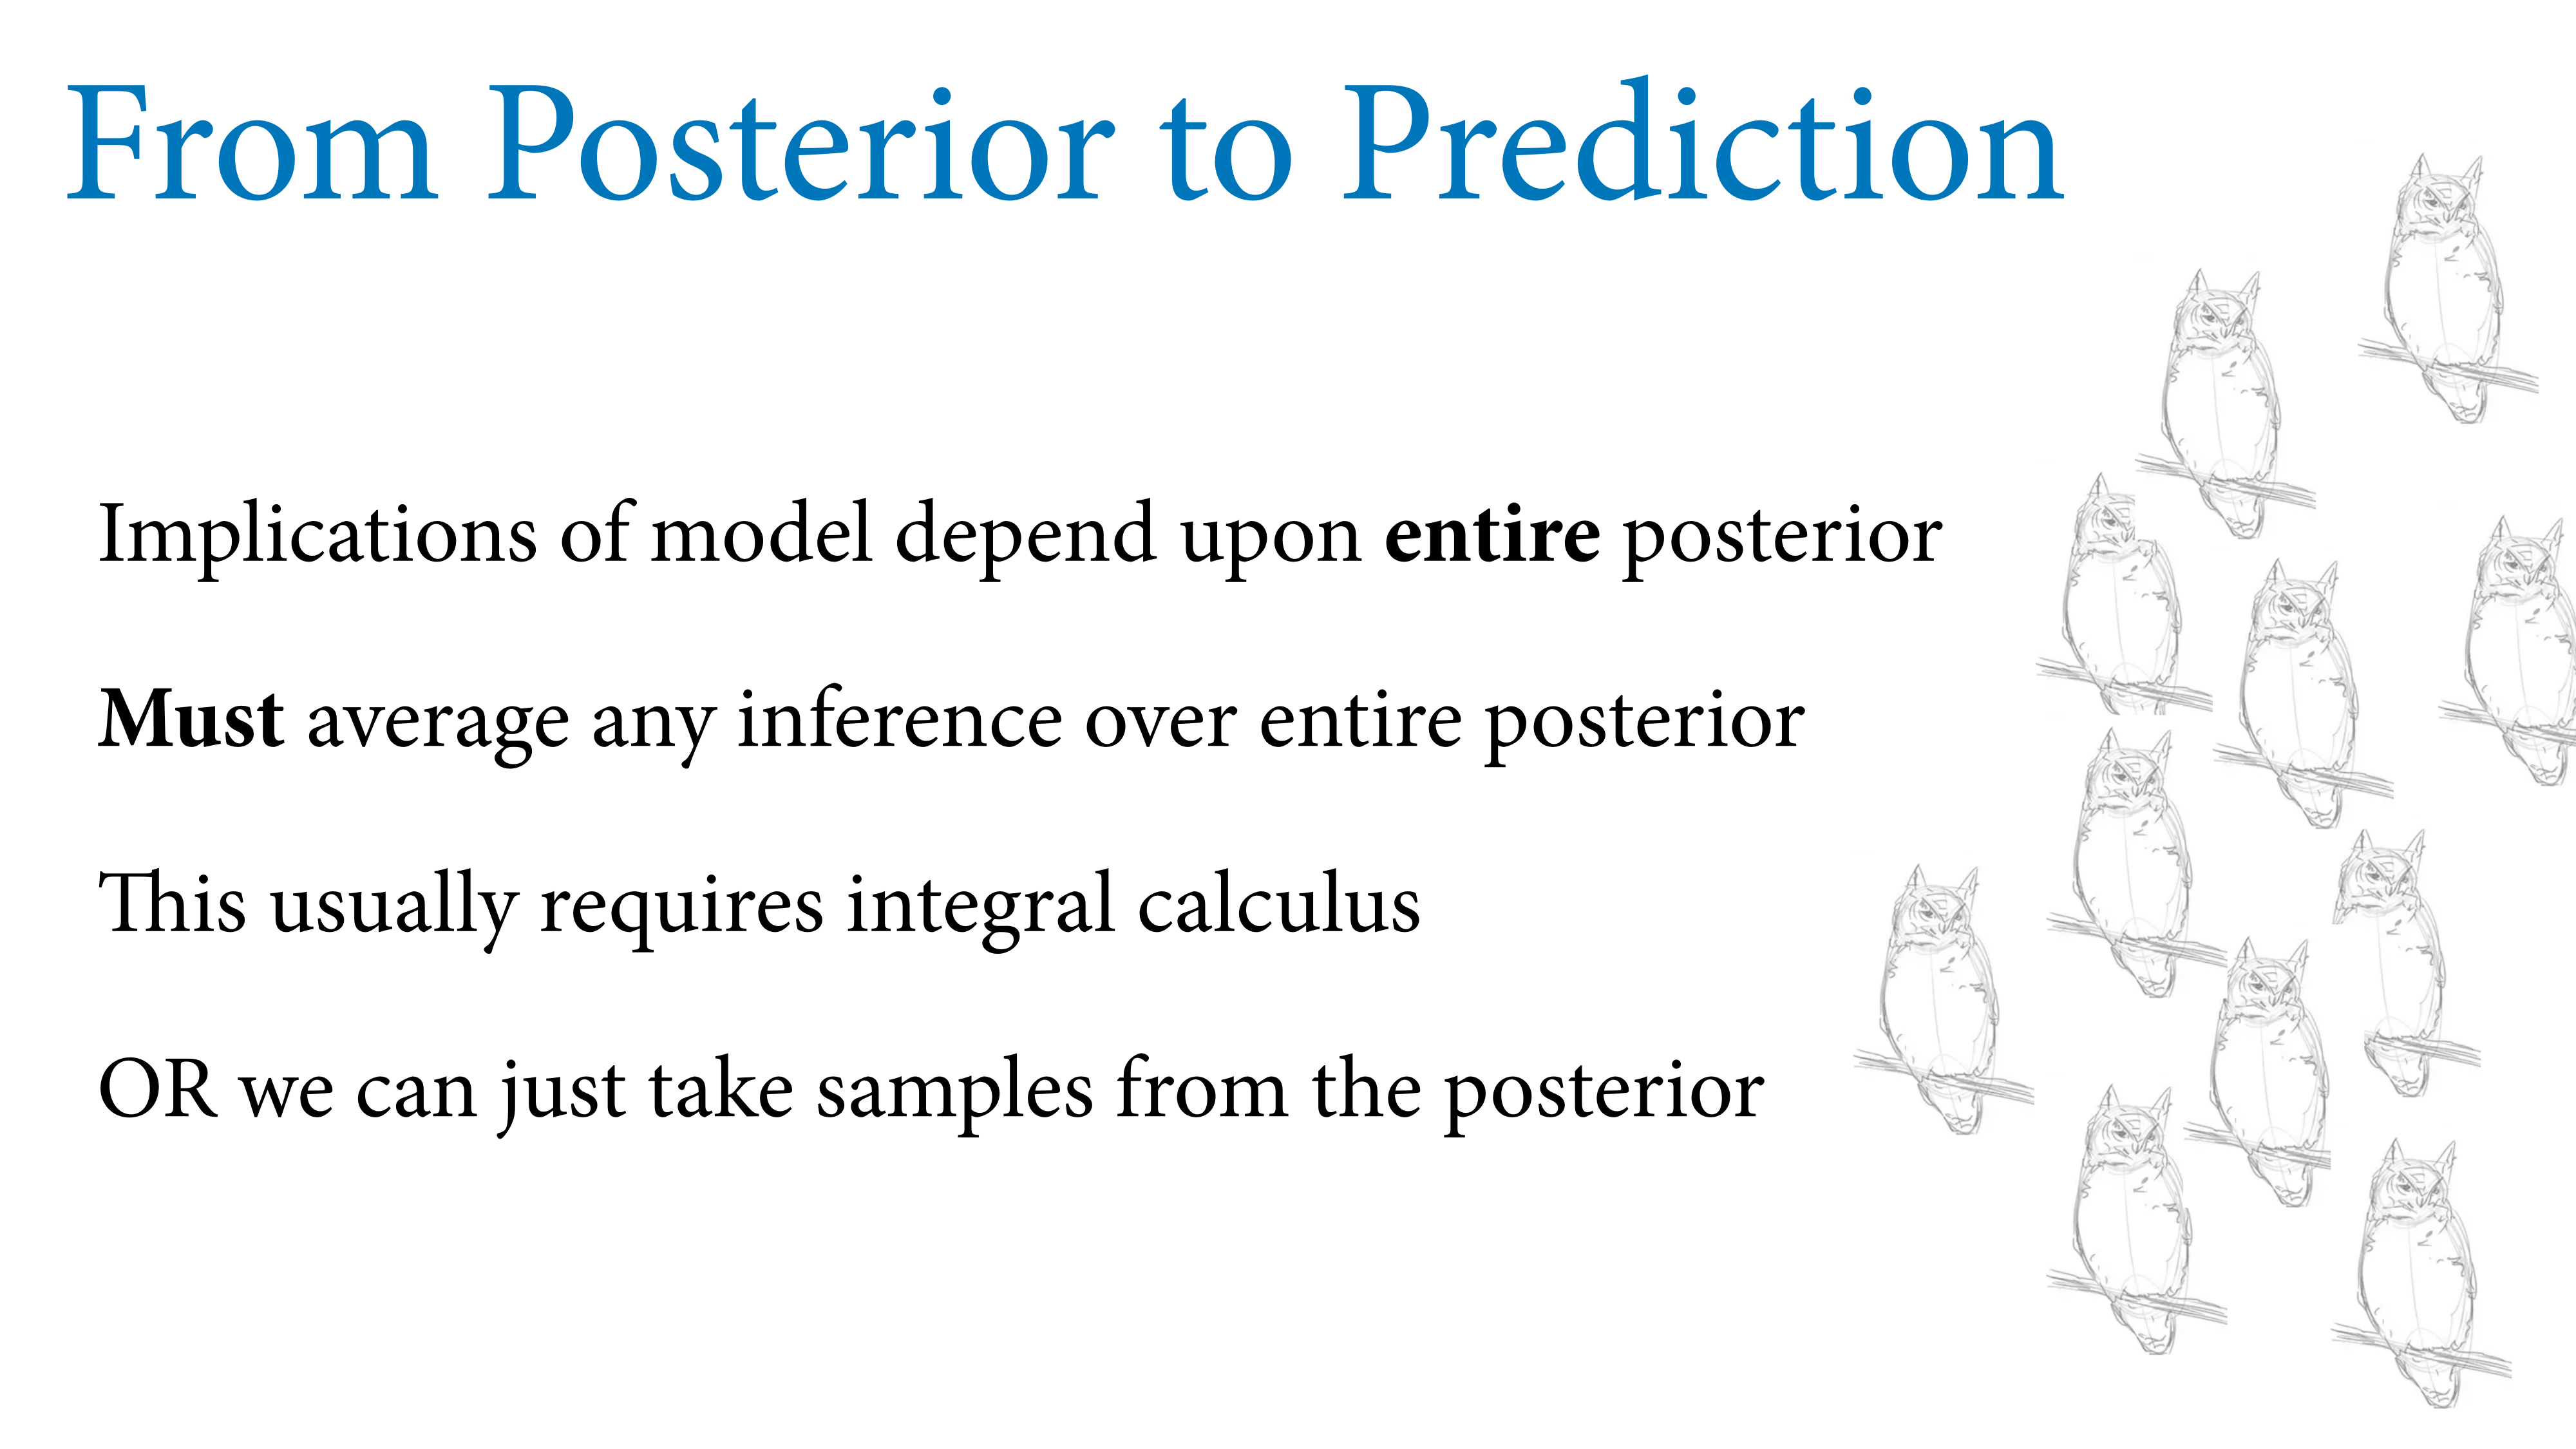 From Posterior to Prediction
Implications of model depend upon entire posterior
Must average any inference over entire posterior
This usually requires integral calculus
OR we can just take samples from the posterior